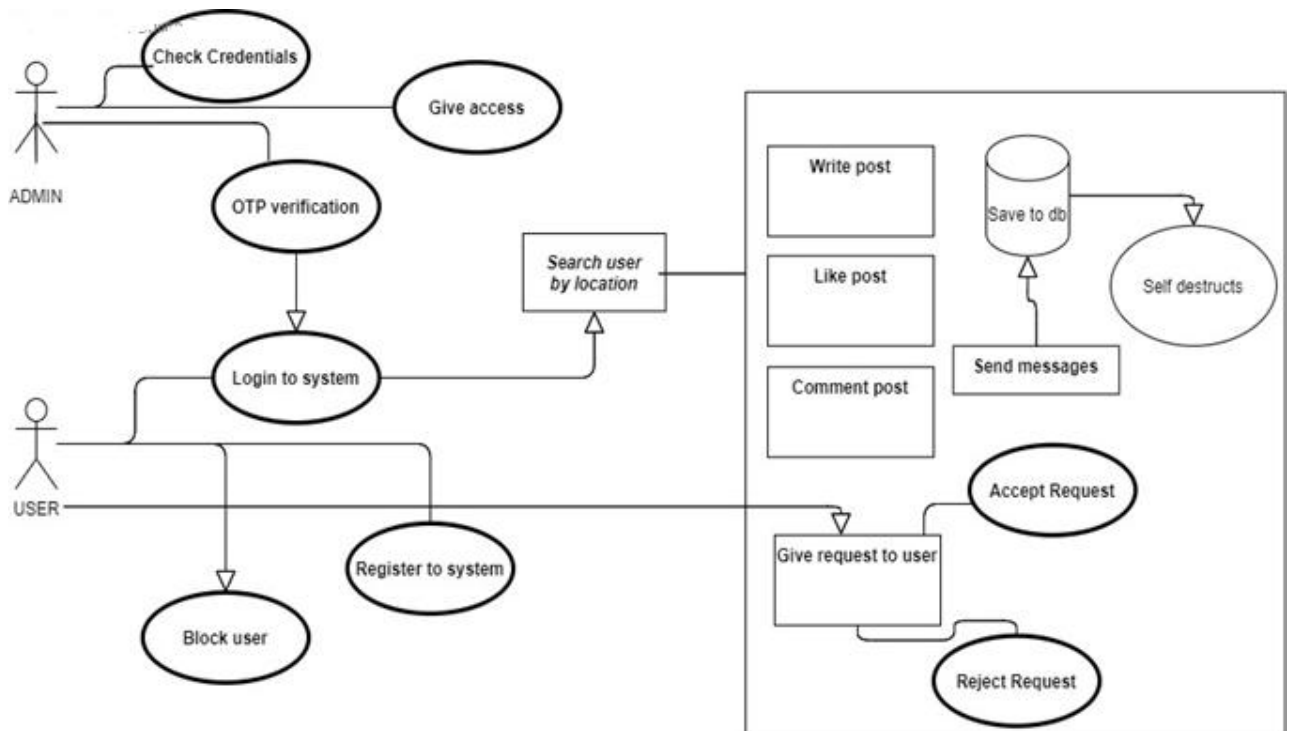 Check Credentials
Give access
ADMIN
OTP verification
Write post
Save to db
Search user
by location
Like post
Self destructs
Login to system
Send messages
Comment post
USER
Accept Request
Give request to user
Register to system
Block user
Reject Request